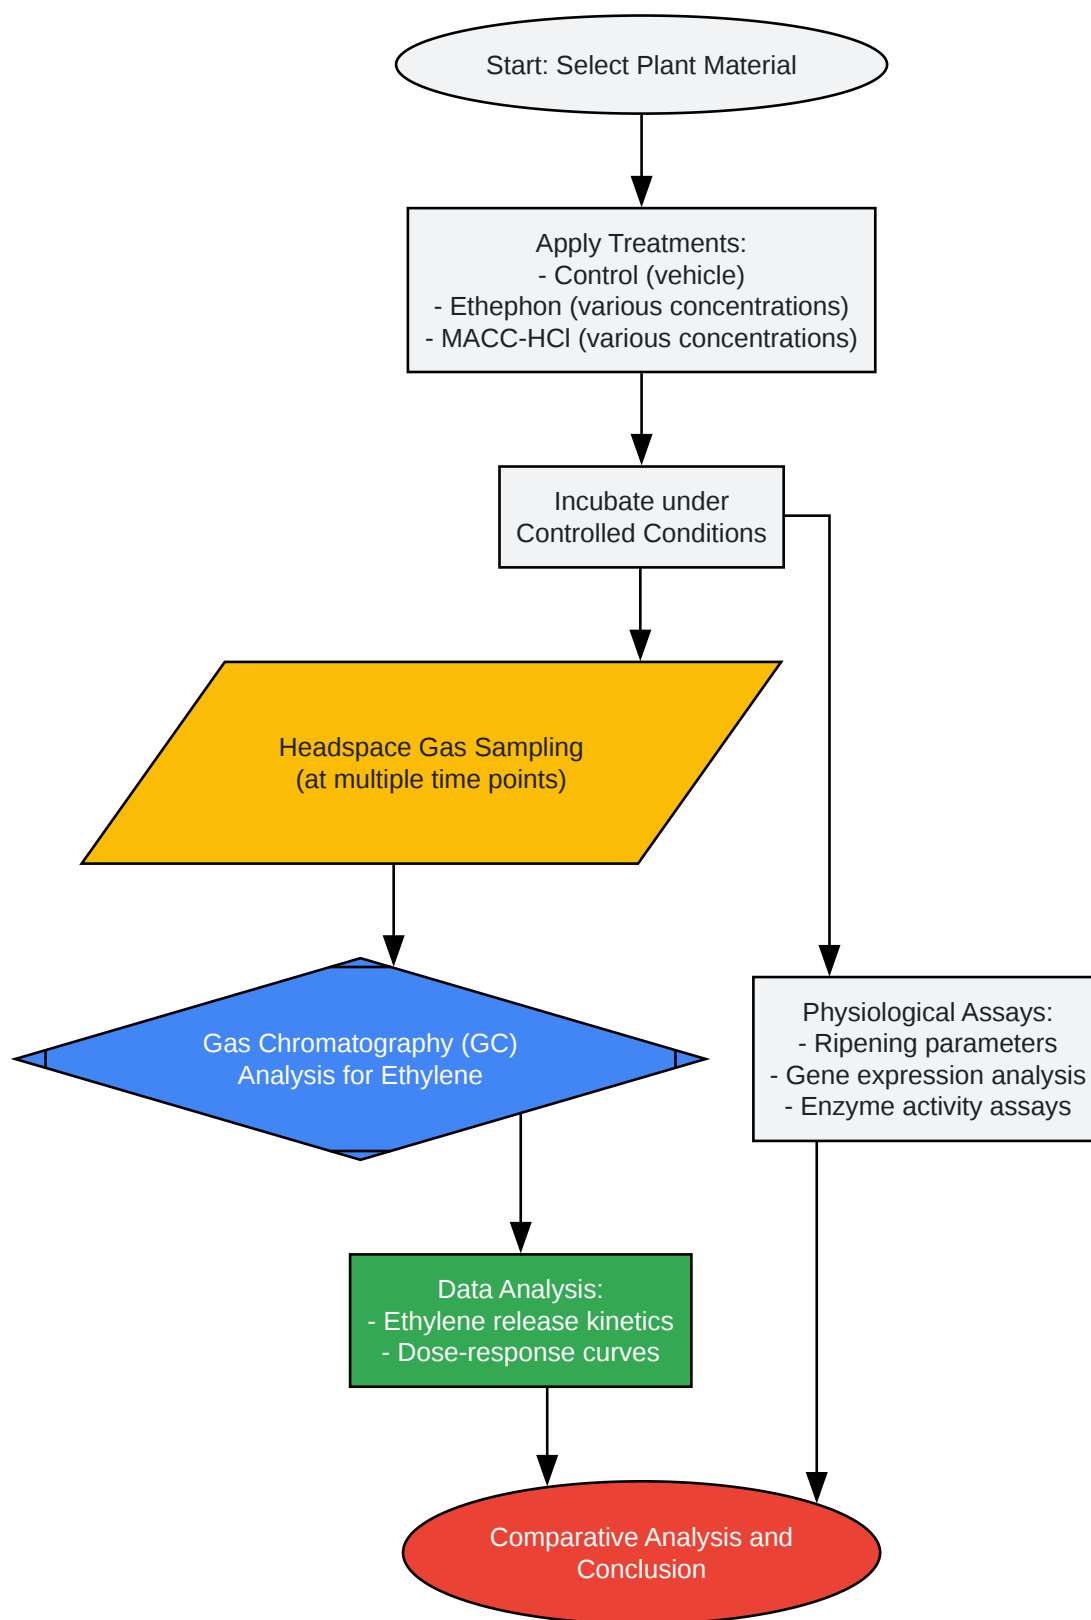 Start: Select Plant Material
Apply Treatments:
- Control (vehicle)
- Ethephon (various concentrations)
- MACC-HCl (various concentrations)
Incubate under
Controlled Conditions
Headspace Gas Sampling
(at multiple time points)
Gas Chromatography (GC)
Analysis for Ethylene
Physiological Assays:
- Ripening parameters
- Gene expression analysis
- Enzyme activity assays
Data Analysis:
- Ethylene release kinetics
- Dose-response curves
Comparative Analysis and
Conclusion